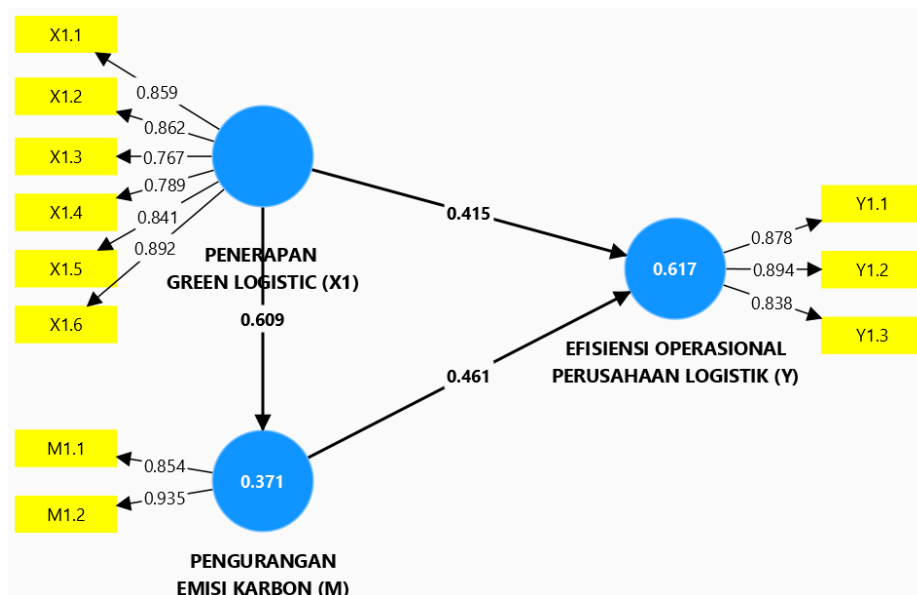 X1.1
0.859
X1.2
0.862
X1.3
0.767
X1.4
0.789
X1.5
0.841
X1.6
0.892
PENERAPAN
GREEN LOGISTIC (X1)
0.415
0.609
0.461
0.617
EFISIENSI OPERASIONAL
PERUSAHAAN LOGISTIK (Y)
Y1.1
0.878
Y1.2
0.894
Y1.3
0.838
M1.1
0.854
M1.2
0.935
0.371
PENGURANGAN
EMISI KARBON (M)